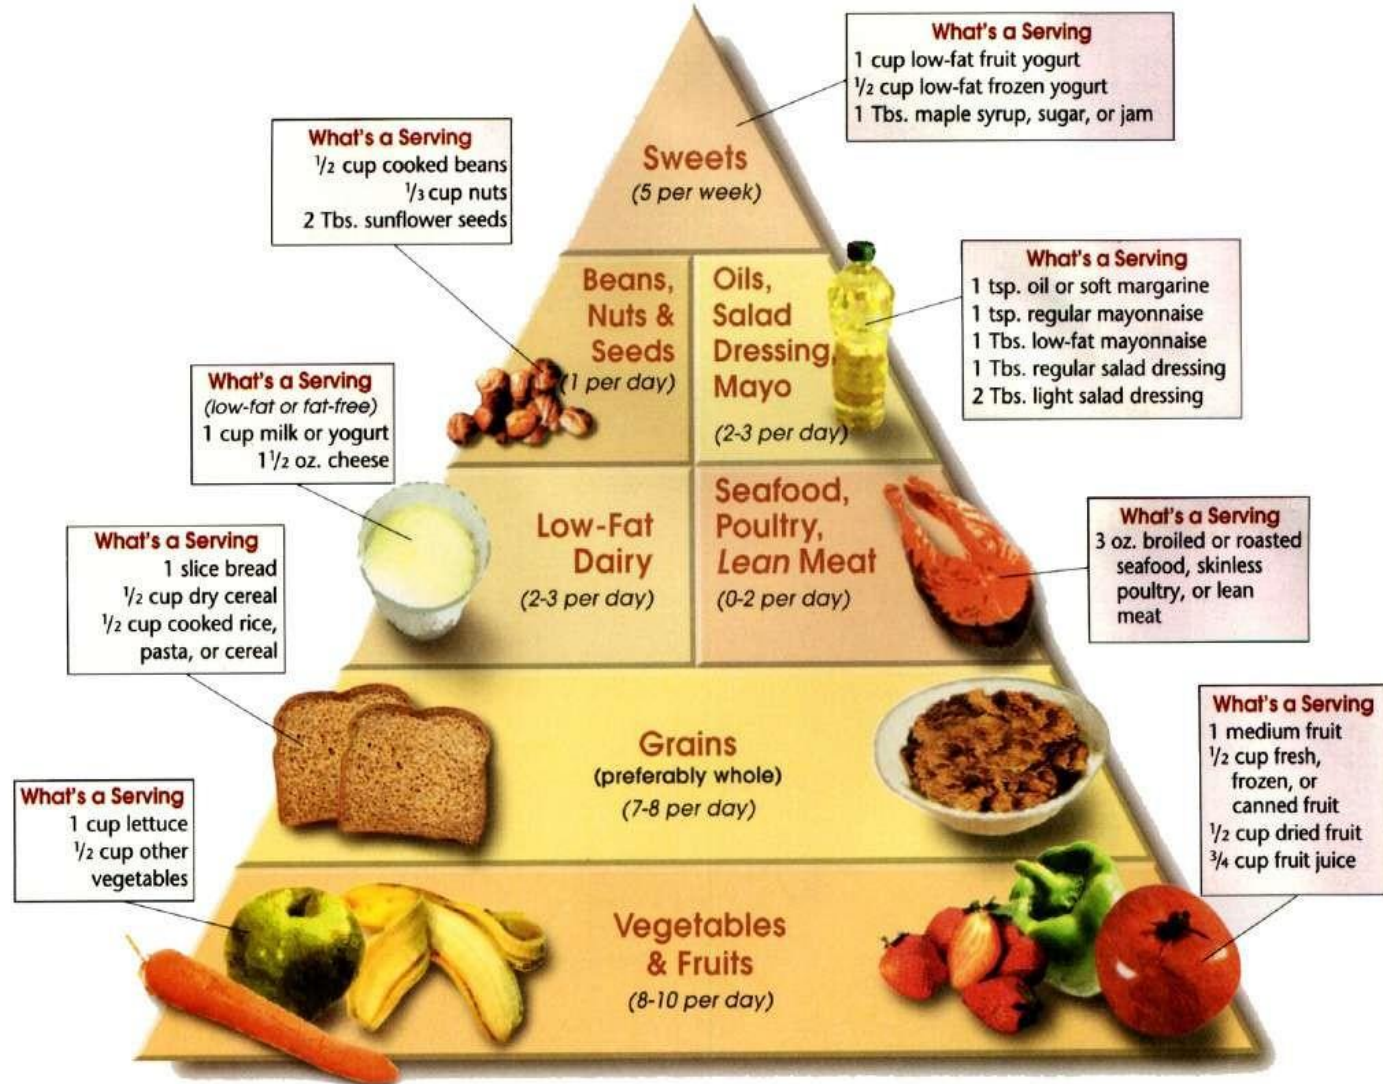 What's a Serving
1 cup low-fat fruit yogurt
1/2 cup low-fat frozen yogurt
1 Tbs. maple syrup, sugar, or jam
Sweets
(5 per week)
What's a Serving
1/2 cup cooked beans
1/3 cup nuts
2 Tbs. sunflower seeds
Beans,
Nuts &
Seeds
(1 per day)
Oils,
Salad
Dressing,
Mayo
(2-3 per day)
What's a Serving
1 tsp. oil or soft margarine
1 tsp. regular mayonnaise
1 Tbs. low-fat mayonnaise
1 Tbs. regular salad dressing
2 Tbs. light salad dressing
What's a Serving
(low-fat or fat-free)
1 cup milk or yogurt
1 1/2 oz. cheese
Low-Fat
Dairy
(2-3 per day)
Seafood,
Poultry,
Lean Meat
(0-2 per day)
What's a Serving
3 oz. broiled or roasted
seafood, skinless
poultry, or lean
meat
What's a Serving
1 slice bread
1/2 cup dry cereal
1/2 cup cooked rice,
pasta, or cereal
Grains
(preferably whole)
(7-8 per day)
What's a Serving
1 medium fruit
1/2 cup fresh,
frozen, or
canned fruit
1/2 cup dried fruit
3/4 cup fruit juice
What's a Serving
1 cup lettuce
1/2 cup other
vegetables
Vegetables
& Fruits
(8-10 per day)